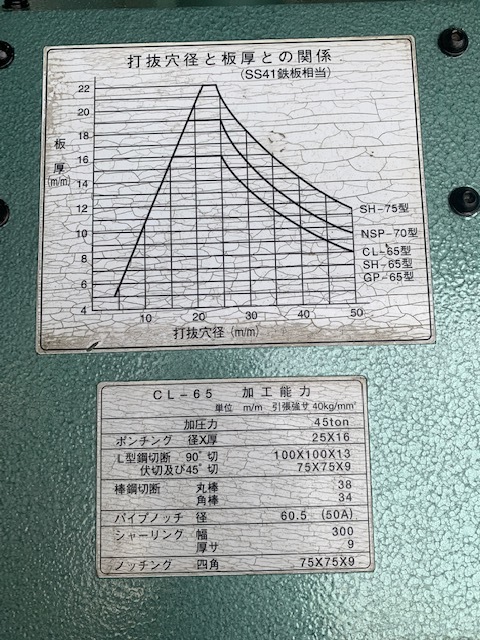 打抜穴径と板厚との関係
(SS41鉄板相当)
22
20
18
16
14
12
10
8
6
4
板
厚
(m/m)
SH-75型
NSP-70型
CL-65型
SH-65型
GP-65型
10 20 30 40 50
打抜穴径 (m/m)
CL-65 加工能力
単位 m/m 引張強サ 40kg/mm²
加圧力 45ton
ポンチング 径X厚 25X16
L型鋼切断 90°切 100X100X13
伏切及び45°切 75X75X9
棒鋼切断 丸棒 38
角棒 34
パイプノッチ 径 60.5 (50A)
シャーリング 幅 300
厚サ 9
ノッチング 四角 75X75X9